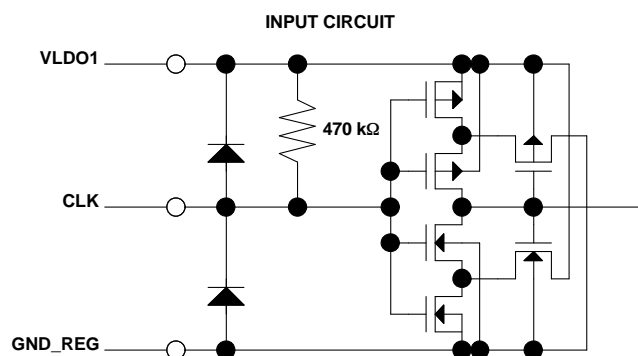 INPUT CIRCUIT
VLDO1
470 kΩ
CLK
GND_REG